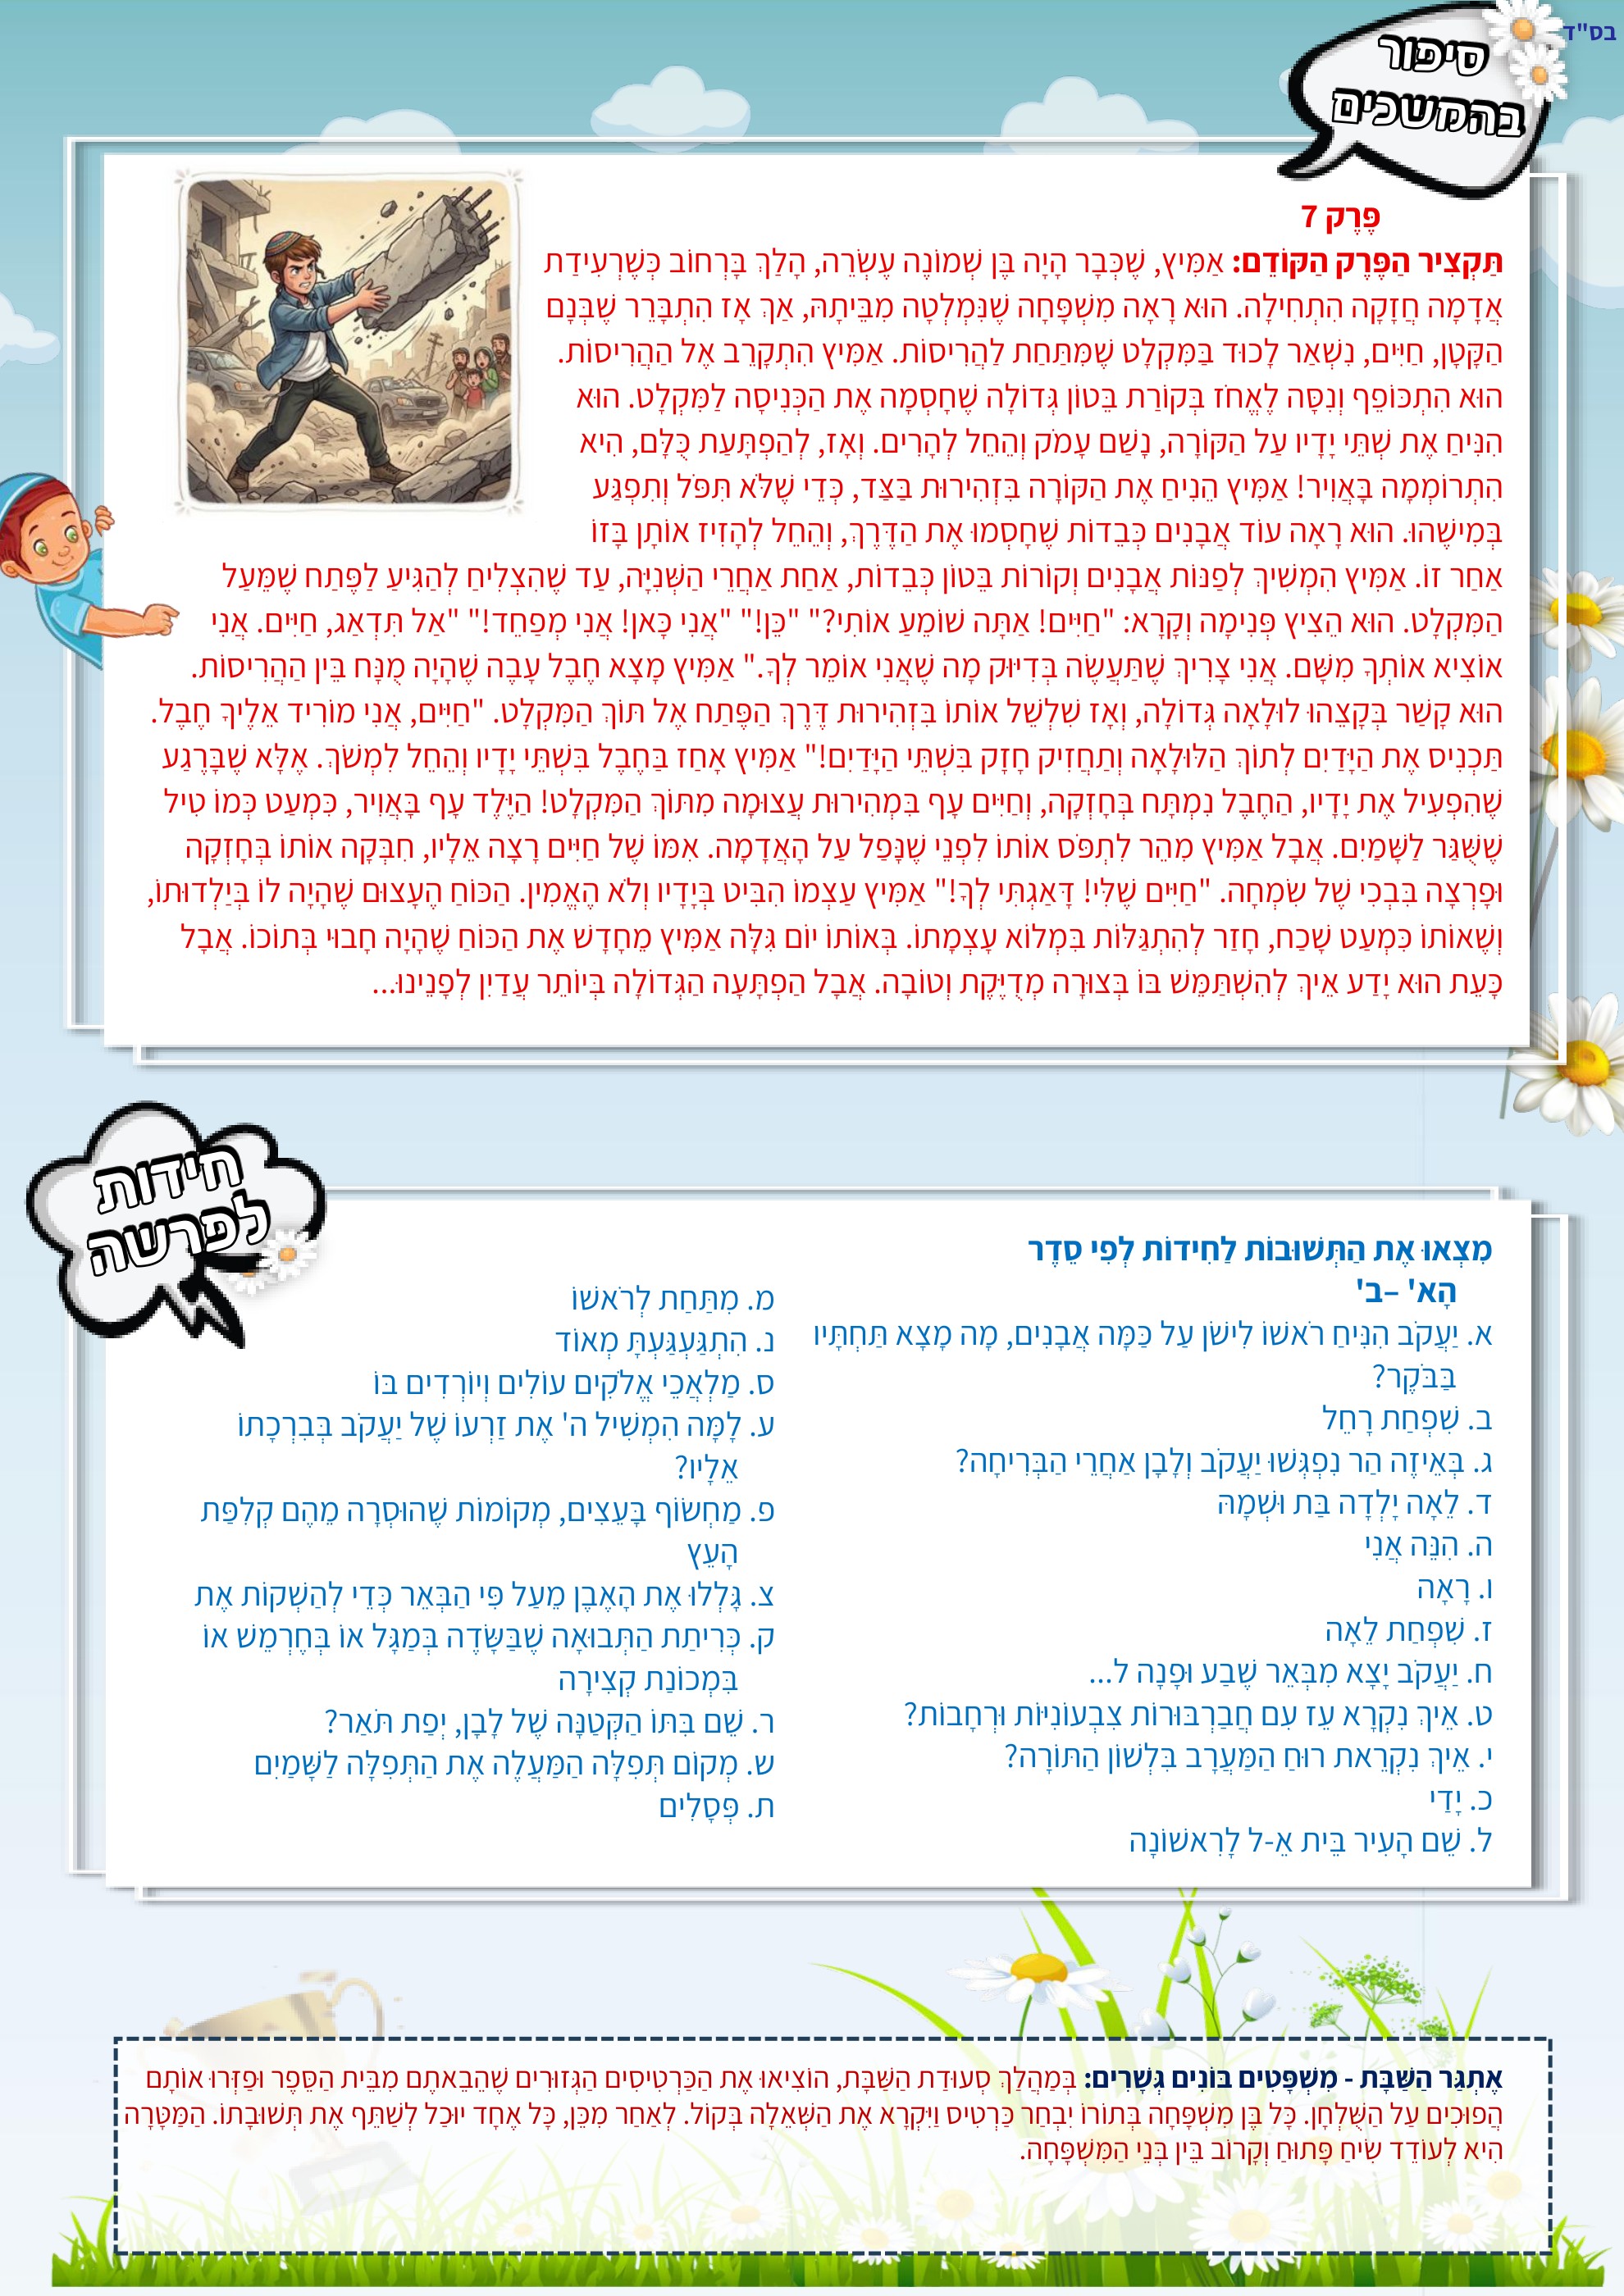 בס"ד
סיפור
בהמשכים
פֶּרֶק 7
תַּקְצִיר הַפֶּרֶק הַקּוֹדֵם: אַמִּיץ, שֶׁכְּבָר הָיָה בֶּן שְׁמוֹנֶה עֶשְׂרֵה, הָלַךְ בָּרְחוֹב כְּשֶׁרְעִידַת
אֲדָמָה חֲזָקָה הִתְחִילָה. הוּא רָאָה מִשְׁפָּחָה שֶׁנִּמְלְטָה מִבֵּיתָהּ, אַךְ אָז הִתְבָּרֵר שֶׁבְּנָם
הַקָּטָן, חַיִּים, נִשְׁאַר לָכוּד בַּמִּקְלָט שֶׁמִּתַּחַת לַהֲרִיסוֹת. אַמִּיץ הִתְקָרֵב אֶל הַהֲרִיסוֹת.
הוּא הִתְכּוֹפֵף וְנִסָּה לֶאֱחֹז בְּקוֹרַת בֵּטוֹן גְּדוֹלָה שֶׁחָסְמָה אֶת הַכְּנִיסָה לַמִּקְלָט. הוּא
הִנִּיחַ אֶת שְׁתֵּי יָדָיו עַל הַקּוֹרָה, נָשַׁם עָמֹק וְהֵחֵל לְהָרִים. וְאָז, לְהַפְתָּעַת כֻּלָּם, הִיא
הִתְרוֹמְמָה בָּאֲוִיר! אַמִּיץ הֵנִיחַ אֶת הַקּוֹרָה בִּזְהִירוּת בַּצַּד, כְּדֵי שֶׁלֹּא תִּפֹּל וְתִפְגַּע
בְּמִישֶׁהוּ. הוּא רָאָה עוֹד אֲבָנִים כְּבֵדוֹת שֶׁחָסְמוּ אֶת הַדֶּרֶךְ, וְהֵחֵל לְהָזִיז אוֹתָן בָּזוֹ
אַחַר זוֹ. אַמִּיץ הִמְשִׁיךְ לְפַנּוֹת אֲבָנִים וְקוֹרוֹת בֵּטוֹן כְּבֵדוֹת, אַחַת אַחֲרֵי הַשְּׁנִיָּה, עַד שֶׁהִצְלִיחַ לְהַגִּיעַ לַפֶּתַח שֶׁמֵּעַל
הַמִּקְלָט. הוּא הֵצִיץ פְּנִימָה וְקָרָא: "חַיִּים! אַתָּה שׁוֹמֵעַ אוֹתִי?" "כֵּן!" "אֲנִי כָּאן! אֲנִי מְפַחֵד!" "אַל תִּדְאַג, חַיִּים. אֲנִי
אוֹצִיא אוֹתְךָ מִשָּׁם. אֲנִי צָרִיךְ שֶׁתַּעֲשֶׂה בְּדִיּוּק מָה שֶׁאֲנִי אוֹמֵר לְךָ." אַמִּיץ מָצָא חֶבֶל עָבֶה שֶׁהָיָה מֻנָּח בֵּין הַהֲרִיסוֹת.
הוּא קָשַׁר בְּקָצֵהוּ לוּלָאָה גְּדוֹלָה, וְאָז שִׁלְשֵׁל אוֹתוֹ בִּזְהִירוּת דֶּרֶךְ הַפֶּתַח אֶל תּוֹךְ הַמִּקְלָט. "חַיִּים, אֲנִי מוֹרִיד אֵלֶיךָ חֶבֶל.
תַּכְנִיס אֶת הַיָּדַיִם לְתוֹךְ הַלּוּלָאָה וְתַחֲזִיק חָזָק בִּשְׁתֵּי הַיָּדַיִם!" אַמִּיץ אָחַז בַּחֶבֶל בִּשְׁתֵּי יָדָיו וְהֵחֵל לִמְשֹׁךְ. אֶלָּא שֶׁבָּרֶגַע
שֶׁהִפְעִיל אֶת יָדָיו, הַחֶבֶל נִמְתַּח בְּחָזְקָה, וְחַיִּים עָף בִּמְהִירוּת עֲצוּמָה מִתּוֹךְ הַמִּקְלָט! הַיֶּלֶד עָף בָּאֲוִיר, כִּמְעַט כְּמוֹ טִיל
שֶׁשֻּׁגַּר לַשָּׁמַיִם. אֲבָל אַמִּיץ מִהֵר לִתְפֹּס אוֹתוֹ לִפְנֵי שֶׁנָּפַל עַל הָאֲדָמָה. אִמּוֹ שֶׁל חַיִּים רָצָה אֵלָיו, חִבְּקָה אוֹתוֹ בְּחָזְקָה
וּפָרְצָה בִּבְכִי שֶׁל שִׂמְחָה. "חַיִּים שֶׁלִּי! דָּאַגְתִּי לְךָ!" אַמִּיץ עַצְמוֹ הִבִּיט בְּיָדָיו וְלֹא הֶאֱמִין. הַכּוֹחַ הֶעָצוּם שֶׁהָיָה לוֹ בְּיַלְדוּתוֹ,
וְשֶׁאוֹתוֹ כִּמְעַט שָׁכַח, חָזַר לְהִתְגַּלּוֹת בִּמְלוֹא עָצְמָתוֹ. בְּאוֹתוֹ יוֹם גִּלָּה אַמִּיץ מֵחָדָשׁ אֶת הַכּוֹחַ שֶׁהָיָה חָבוּי בְּתוֹכוֹ. אֲבָל
כָּעֵת הוּא יָדַע אֵיךְ לְהִשְׁתַּמֵּשׁ בּוֹ בְּצוּרָה מְדֻיֶּקֶת וְטוֹבָה. אֲבָל הַפְתָּעָה הַגְּדוֹלָה בְּיוֹתֵר עֲדַיִן לְפָנֵינוּ...
חידות
לפרשה
מִצְאוּ אֶת הַתְּשׁוּבוֹת לַחִידוֹת לְפִי סֵדֶר
הָא' –ב'
א. יַעֲקֹב הִנִּיחַ רֹאשׁוֹ לִישֹׁן עַל כַּמָּה אֲבָנִים, מָה מָצָא תַּחְתָּיו
בַּבֹּקֶר?
ב. שִׁפְחַת רָחֵל
ג. בְּאֵיזֶה הַר נִפְגְּשׁוּ יַעֲקֹב וְלָבָן אַחֲרֵי הַבְּרִיחָה?
ד. לֵאָה יָלְדָה בַּת וּשְׁמָהּ
ה. הִנֵּה אֲנִי
ו. רָאָה
ז. שִׁפְחַת לֵאָה
ח. יַעֲקֹב יָצָא מִבְּאֵר שֶׁבַע וּפָנָה ל...
ט. אֵיךְ נִקְרָא עֵז עִם חֲבַרְבּוּרוֹת צִבְעוֹנִיּוֹת וּרְחָבוֹת?
י. אֵיךְ נִקְרֵאת רוּחַ הַמַּעֲרָב בִּלְשׁוֹן הַתּוֹרָה?
כ. יָדַי
ל. שֵׁם הָעִיר בֵּית אֵ-ל לָרִאשׁוֹנָה
מ. מִתַּחַת לְרֹאשׁוֹ
נ. הִתְגַּעְגַּעְתָּ מְאוֹד
ס. מַלְאֲכֵי אֱלֹקִים עוֹלִים וְיוֹרְדִים בּוֹ
ע. לָמָּה הִמְשִׁיל ה' אֶת זַרְעוֹ שֶׁל יַעֲקֹב בְּבִרְכָתוֹ
אֵלָיו?
פ. מַחְשׂוֹף בָּעֵצִים, מְקוֹמוֹת שֶׁהוּסְרָה מֵהֶם קְלִפַּת
הָעֵץ
צ. גָּלְלוּ אֶת הָאֶבֶן מֵעַל פִּי הַבְּאֵר כְּדֵי לְהַשְׁקוֹת אֶת
ק. כְּרִיתַת הַתְּבוּאָה שֶׁבַּשָּׂדֶה בְּמַגָּל אוֹ בְּחֶרְמֵשׁ אוֹ
בִּמְכוֹנַת קְצִירָה
ר. שֵׁם בִּתּוֹ הַקְּטַנָּה שֶׁל לָבָן, יְפַת תֹּאַר?
ש. מְקוֹם תְּפִלָּה הַמַּעֲלֶה אֶת הַתְּפִלָּה לַשָּׁמַיִם
ת. פְּסָלִים
אֶתְגַּר הַשַּׁבָּת - מִשְׁפָּטִים בּוֹנִים גְּשָׁרִים: בְּמַהֲלַךְ סְעוּדַת הַשַּׁבָּת, הוֹצִיאוּ אֶת הַכַּרְטִיסִים הַגְּזוּרִים שֶׁהֵבֵאתֶם מִבֵּית הַסֵּפֶר וּפַזְּרוּ אוֹתָם
הֲפוּכִים עַל הַשֻּׁלְחָן. כָּל בֶּן מִשְׁפָּחָה בְּתוֹרוֹ יִבְחַר כַּרְטִיס וְיִקְרָא אֶת הַשְּׁאֵלָה בְּקוֹל. לְאַחַר מִכֵּן, כָּל אֶחָד יוּכַל לְשַׁתֵּף אֶת תְּשׁוּבָתוֹ. הַמַּטָּרָה
הִיא לְעוֹדֵד שִׂיחַ פָּתוּחַ וְקָרוֹב בֵּין בְּנֵי הַמִּשְׁפָּחָה.